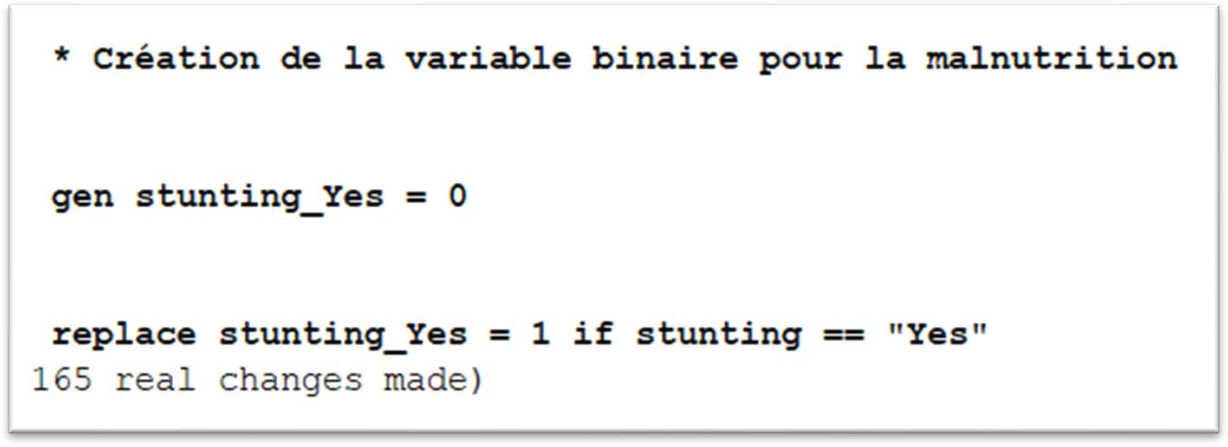 * Création de la variable binaire pour la malnutrition
gen stunting_Yes = 0
replace stunting_Yes = 1 if stunting == "Yes"
165 real changes made)